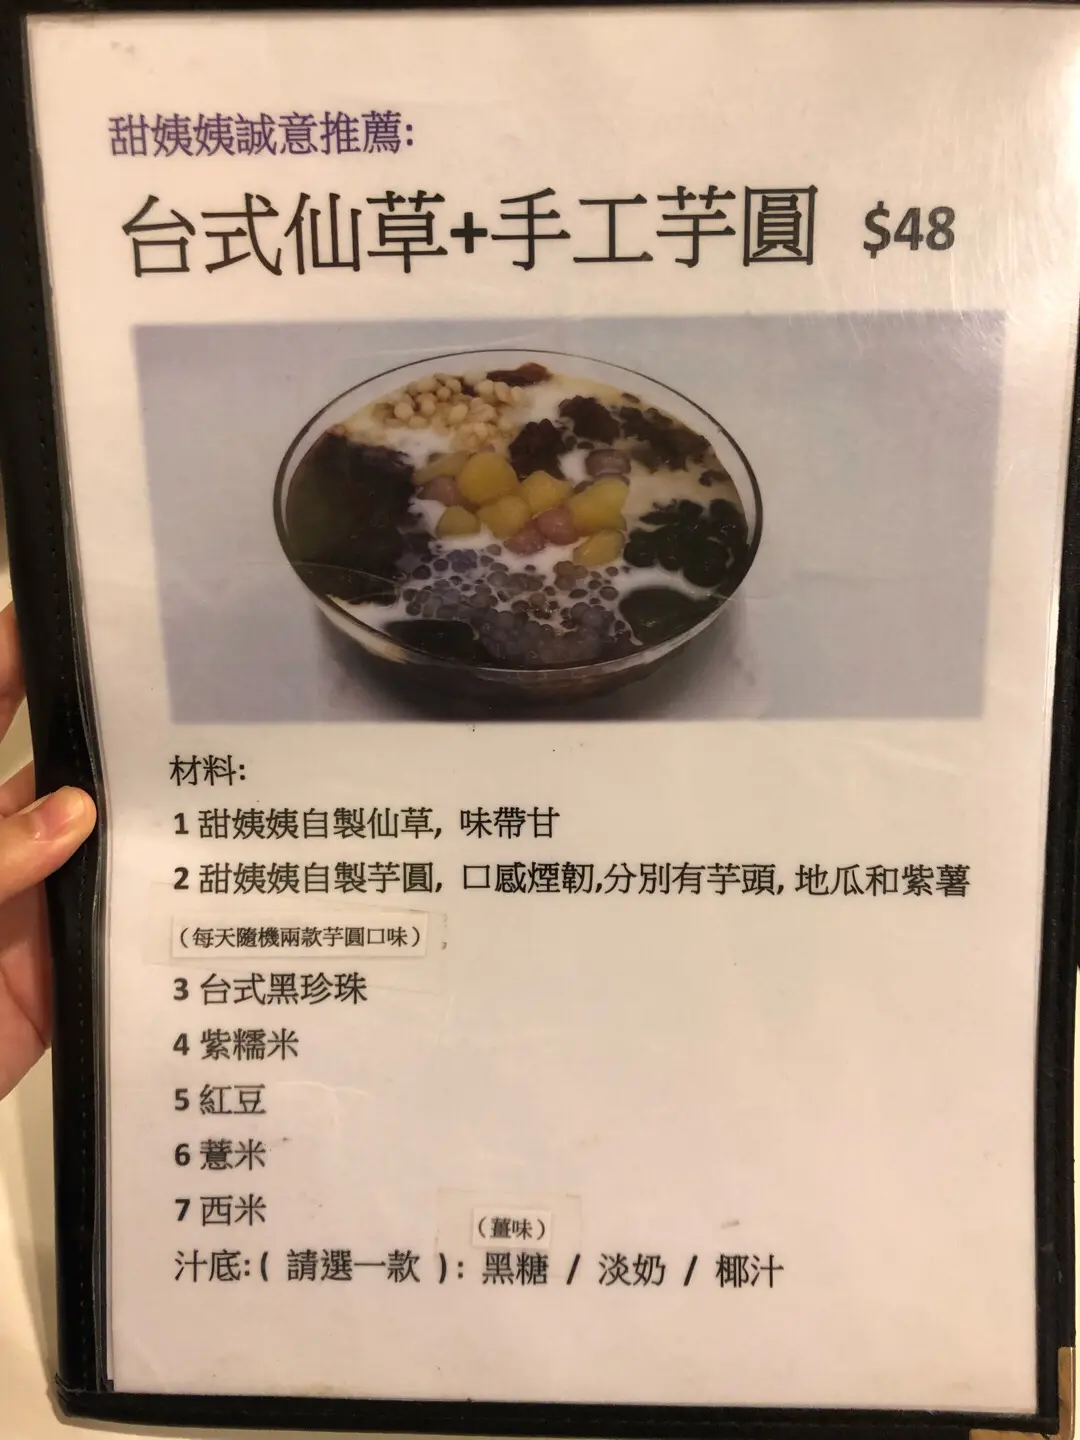 甜姨姨誠意推薦:
台式仙草+手工芋圓 $48
材料:
1 甜姨姨自製仙草, 味帶甘
2 甜姨姨自製芋圓, 口感煙韌,分別有芋頭, 地瓜和紫薯
（每天隨機兩款芋圓口味）
3 台式黑珍珠
4 紫糯米
5 紅豆
6 薏米
7 西米
（薑味）
汁底:( 請選一款 ): 黑糖 / 淡奶 / 椰汁